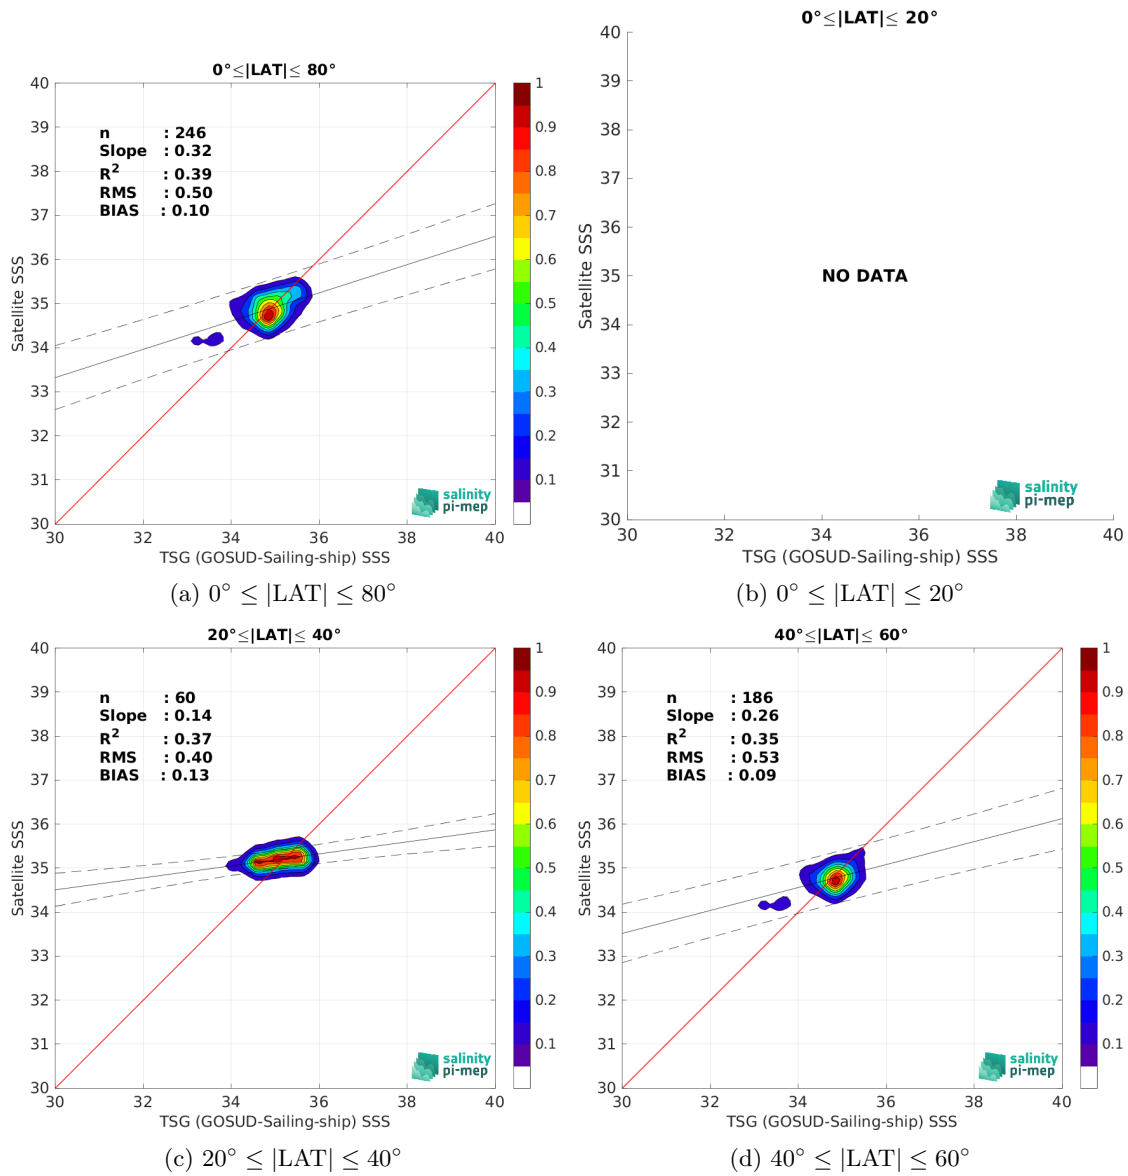 0°≤|LAT|≤ 80°
40
39
38
37
36
35
34
33
32
31
30
Satellite SSS
n : 246
Slope : 0.32
R² : 0.39
RMS : 0.50
BIAS : 0.10
salinity
pi-mep
30 32 34 36 38 40
TSG (GOSUD-Sailing-ship) SSS
1
0.9
0.8
0.7
0.6
0.5
0.4
0.3
0.2
0.1
(a) 0° ≤ |LAT| ≤ 80°
0°≤|LAT|≤ 20°
40
39
38
37
36
35
34
33
32
31
30
Satellite SSS
NO DATA
salinity
pi-mep
30 32 34 36 38 40
TSG (GOSUD-Sailing-ship) SSS
(b) 0° ≤ |LAT| ≤ 20°
20°≤|LAT|≤ 40°
40
39
38
37
36
35
34
33
32
31
30
Satellite SSS
n : 60
Slope : 0.14
R² : 0.37
RMS : 0.40
BIAS : 0.13
salinity
pi-mep
30 32 34 36 38 40
TSG (GOSUD-Sailing-ship) SSS
1
0.9
0.8
0.7
0.6
0.5
0.4
0.3
0.2
0.1
(c) 20° ≤ |LAT| ≤ 40°
40°≤|LAT|≤ 60°
40
39
38
37
36
35
34
33
32
31
30
Satellite SSS
n : 186
Slope : 0.26
R² : 0.35
RMS : 0.53
BIAS : 0.09
salinity
pi-mep
30 32 34 36 38 40
TSG (GOSUD-Sailing-ship) SSS
1
0.9
0.8
0.7
0.6
0.5
0.4
0.3
0.2
0.1
(d) 40° ≤ |LAT| ≤ 60°